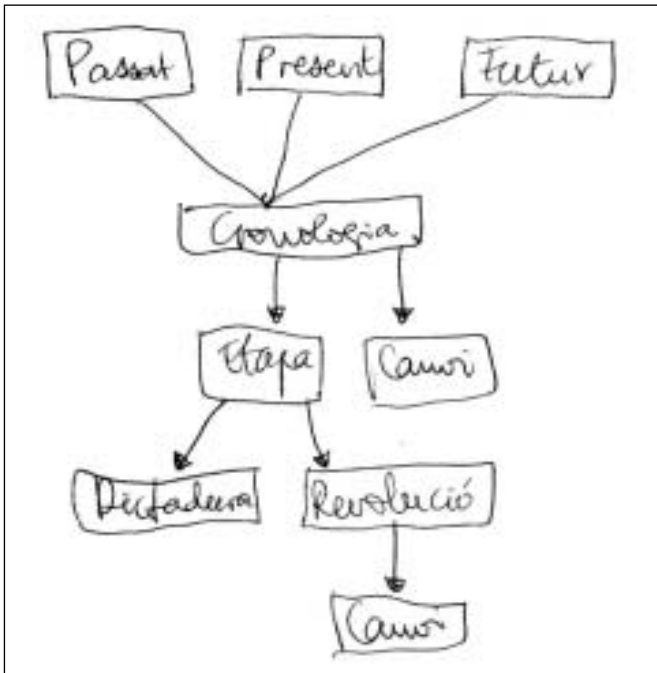 Passat Present Futur
Cronologia
Etapa Canvi
Dictadura Revolució
Canvi